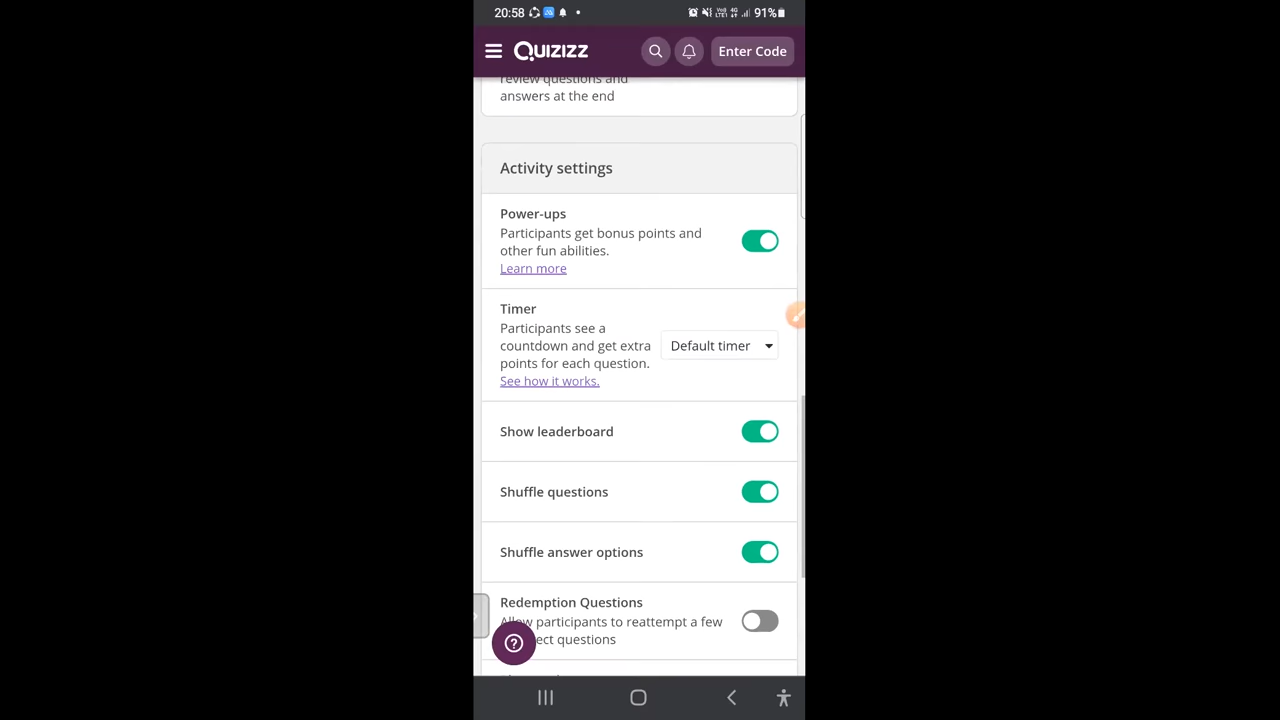 20:58 91%
Quizizz Enter Code
review questions and
answers at the end
Activity settings
Power-ups
Participants get bonus points and
other fun abilities.
Learn more
Timer
Participants see a
countdown and get extra
points for each question.
Default timer
See how it works.
Show leaderboard
Shuffle questions
Shuffle answer options
Redemption Questions
Allow participants to reattempt a few
ect questions